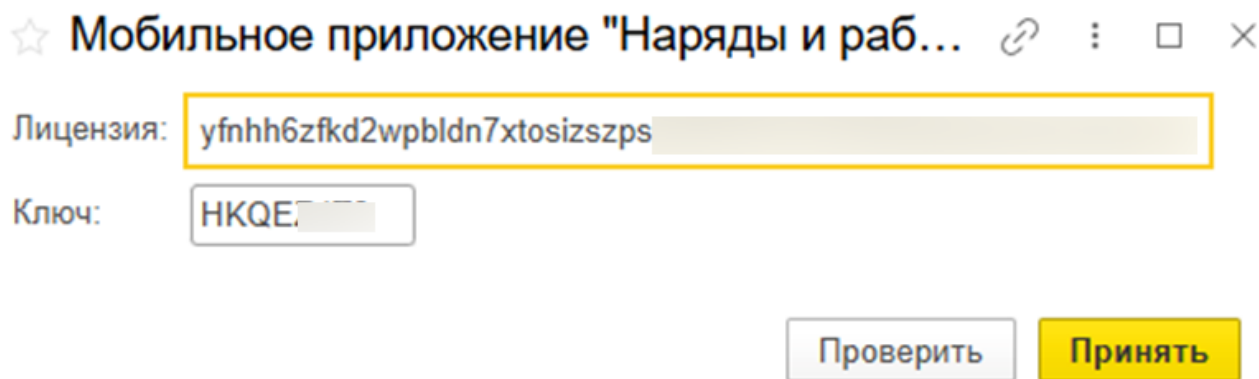 Мобильное приложение "Наряды и раб...
Лицензия: yfnhh6zfkd2wpbldn7xtosizszps
Ключ: HKQE
Проверить Принять